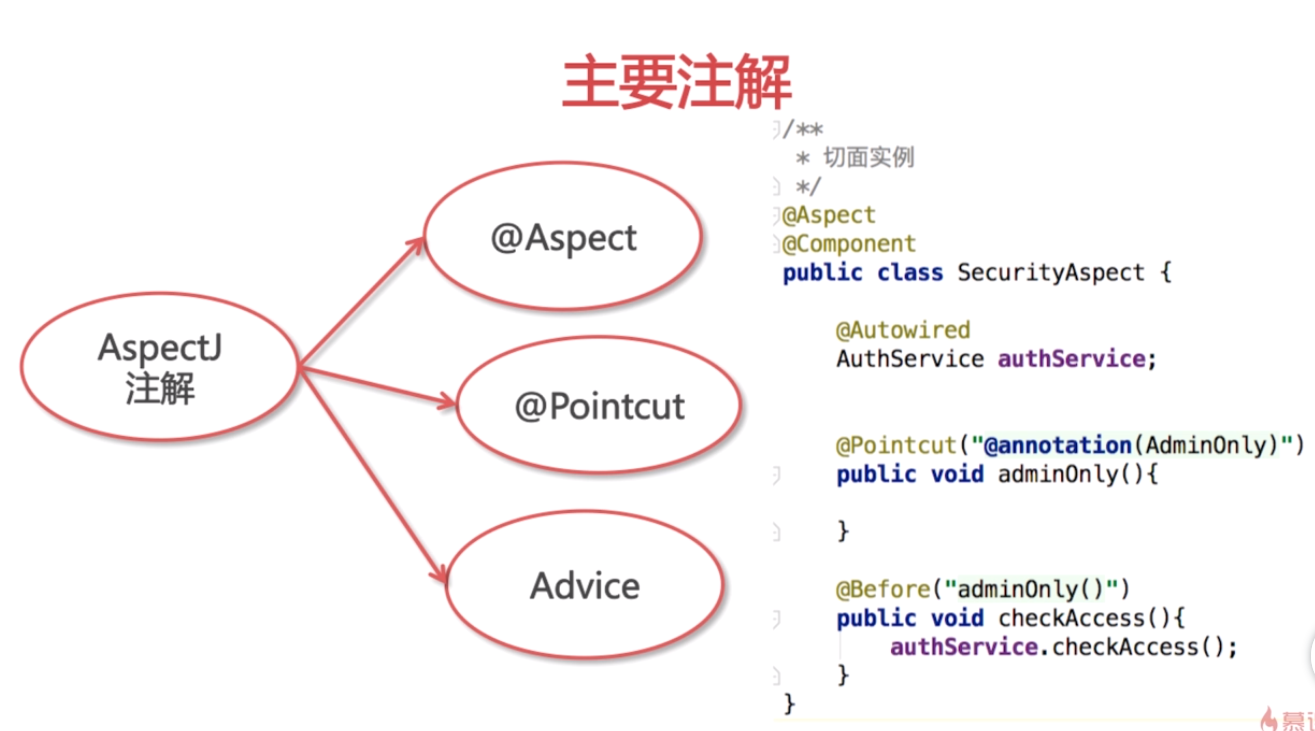 主要注解
AspectJ
注解
@Aspect
@Pointcut
Advice
/**
* 切面实例
*/
@Aspect
@Component
public class SecurityAspect {
@Autowired
AuthService authService;
@Pointcut("@annotation(AdminOnly)")
public void adminOnly(){
}
@Before("adminOnly()")
public void checkAccess(){
authService.checkAccess();
}
}